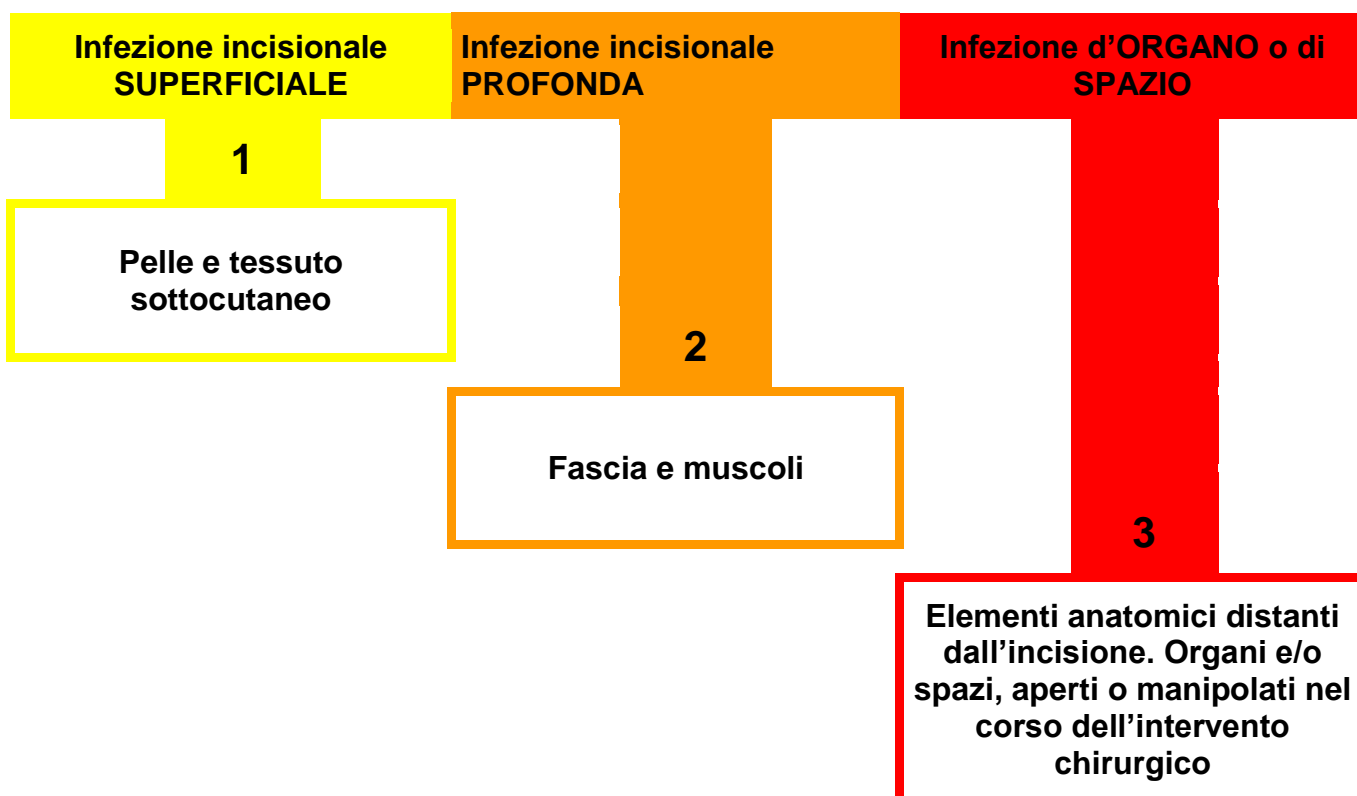 Infezione incisionale
SUPERFICIALE
Infezione incisionale
PROFONDA
Infezione d’ORGANO o di
SPAZIO
1
Pelle e tessuto
sottocutaneo
2
Fascia e muscoli
3
Elementi anatomici distanti
dall’incisione. Organi e/o
spazi, aperti o manipolati nel
corso dell’intervento
chirurgico